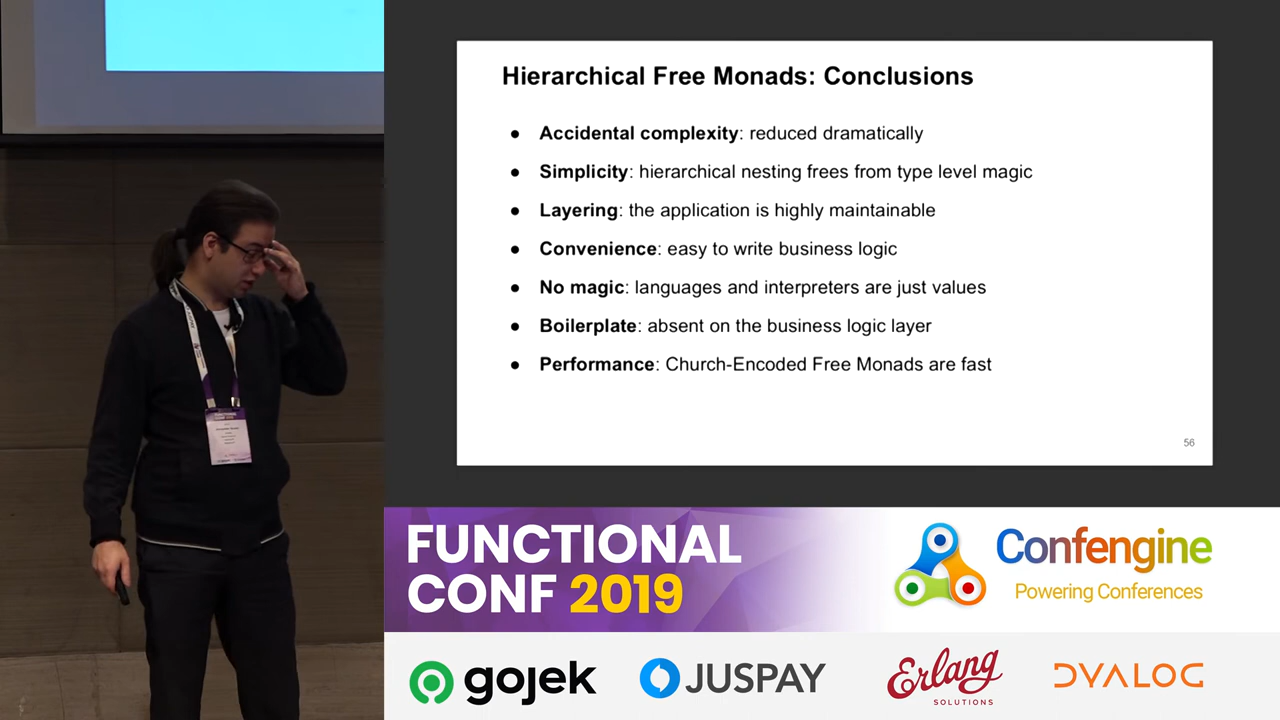 Hierarchical Free Monads: Conclusions
● Accidental complexity: reduced dramatically
● Simplicity: hierarchical nesting frees from type level magic
● Layering: the application is highly maintainable
● Convenience: easy to write business logic
● No magic: languages and interpreters are just values
● Boilerplate: absent on the business logic layer
● Performance: Church-Encoded Free Monads are fast
56
FUNCTIONAL
CONF 2019
Confengine
Powering Conferences
gojek
JUSPAY
Erlang
SOLUTIONS
DYALOG